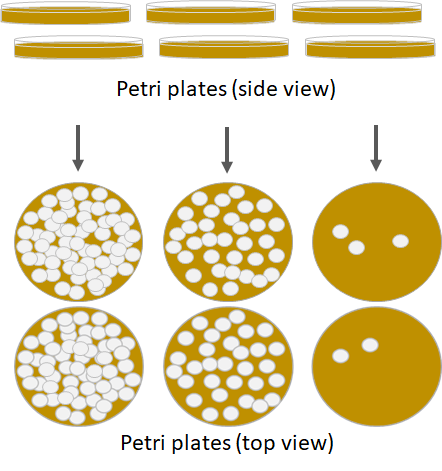 Petri plates (side view)
Petri plates (top view)